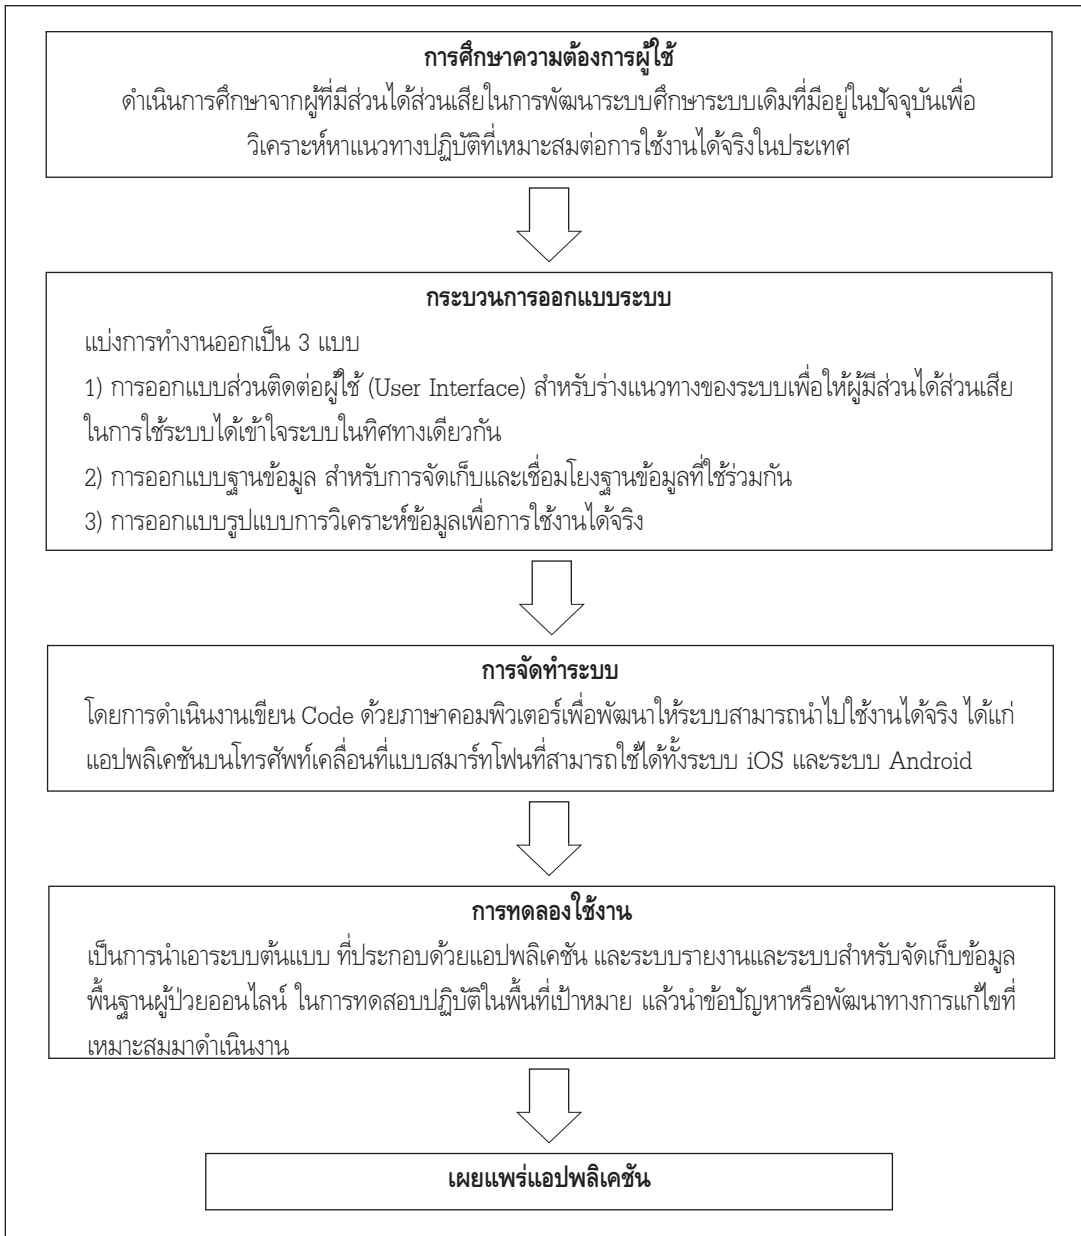 การศึกษาความต้องการผู้ใช้
ดำเนินการศึกษาจากผู้ที่มีส่วนได้ส่วนเสียในการพัฒนาระบบศึกษาระบบเดิมที่มีอยู่ในปัจจุบันเพื่อ
วิเคราะห์หาแนวทางปฏิบัติที่เหมาะสมต่อการใช้งานได้จริงในประเทศ
กระบวนการออกแบบระบบ
แบ่งการทำงานออกเป็น 3 แบบ
1) การออกแบบส่วนติดต่อผู้ใช้ (User Interface) สำหรับร่างแนวทางของระบบเพื่อให้ผู้มีส่วนได้ส่วนเสีย
ในการใช้ระบบได้เข้าใจระบบในทิศทางเดียวกัน
2) การออกแบบฐานข้อมูล สำหรับการจัดเก็บและเชื่อมโยงฐานข้อมูลที่ใช้ร่วมกัน
3) การออกแบบรูปแบบการวิเคราะห์ข้อมูลเพื่อการใช้งานได้จริง
การจัดทำระบบ
โดยการดำเนินงานเขียน Code ด้วยภาษาคอมพิวเตอร์เพื่อพัฒนาให้ระบบสามารถนำไปใช้งานได้จริง ได้แก่
แอปพลิเคชันบนโทรศัพท์เคลื่อนที่แบบสมาร์ทโฟนที่สามารถใช้ได้ทั้งระบบ iOS และระบบ Android
การทดลองใช้งาน
เป็นการนำเอาระบบต้นแบบ ที่ประกอบด้วยแอปพลิเคชัน และระบบรายงานและระบบสำหรับจัดเก็บข้อมูล
พื้นฐานผู้ป่วยออนไลน์ ในการทดสอบปฏิบัติในพื้นที่เป้าหมาย แล้วนำข้อปัญหาหรือพัฒนาทางการแก้ไขที่
เหมาะสมมาดำเนินงาน
เผยแพร่แอปพลิเคชัน